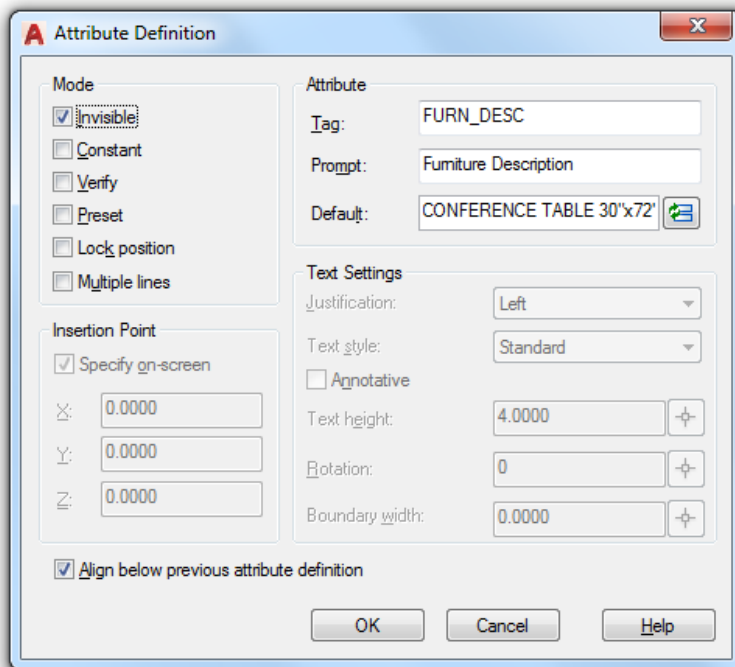 Attribute Definition
Mode
Invisible
Constant
Verify
Preset
Lock position
Multiple lines
Attribute
Tag: FURN_DESC
Prompt: Furniture Description
Default: CONFERENCE TABLE 30"x72'
Insertion Point
Specify on-screen
X: 0.0000
Y: 0.0000
Z: 0.0000
Text Settings
Justification: Left
Text style: Standard
Annotative
Text height: 4.0000
Rotation: 0
Boundary width: 0.0000
Align below previous attribute definition
OK Cancel Help